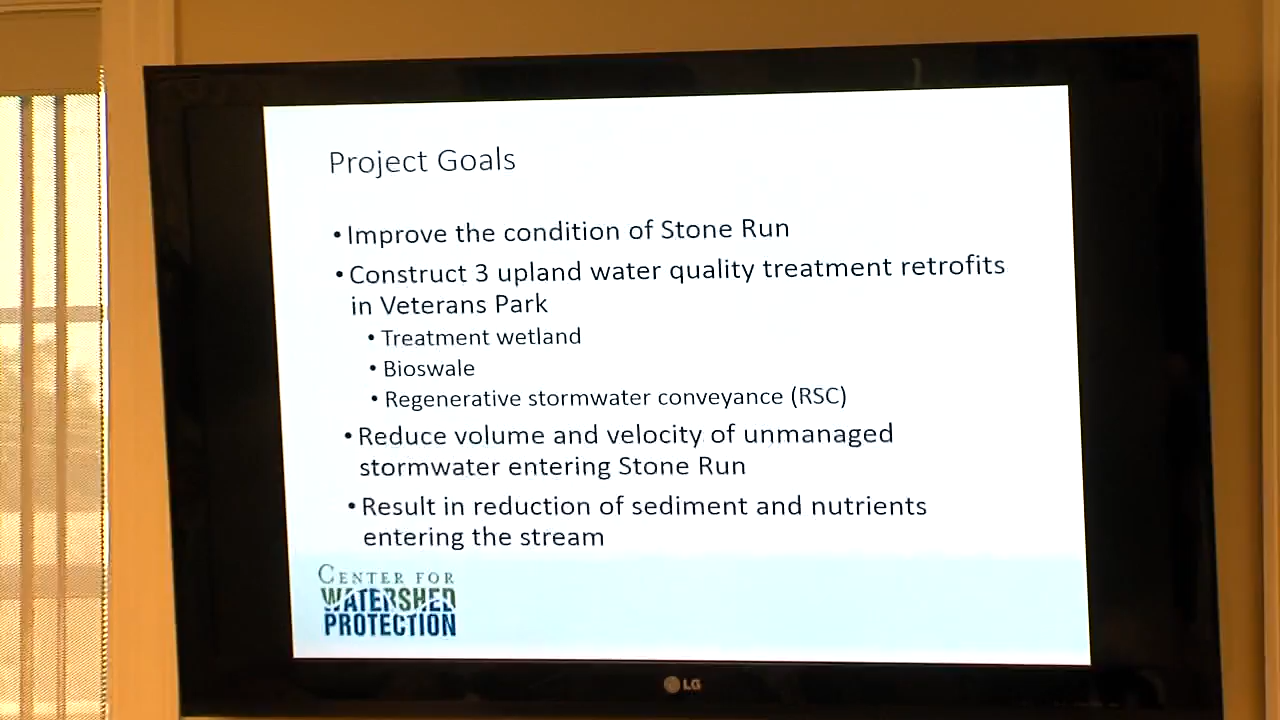 Project Goals
• Improve the condition of Stone Run
• Construct 3 upland water quality treatment retrofits
in Veterans Park
• Treatment wetland
• Bioswale
• Regenerative stormwater conveyance (RSC)
• Reduce volume and velocity of unmanaged
stormwater entering Stone Run
• Result in reduction of sediment and nutrients
entering the stream
CENTER FOR
WATERSHED
PROTECTION
LG